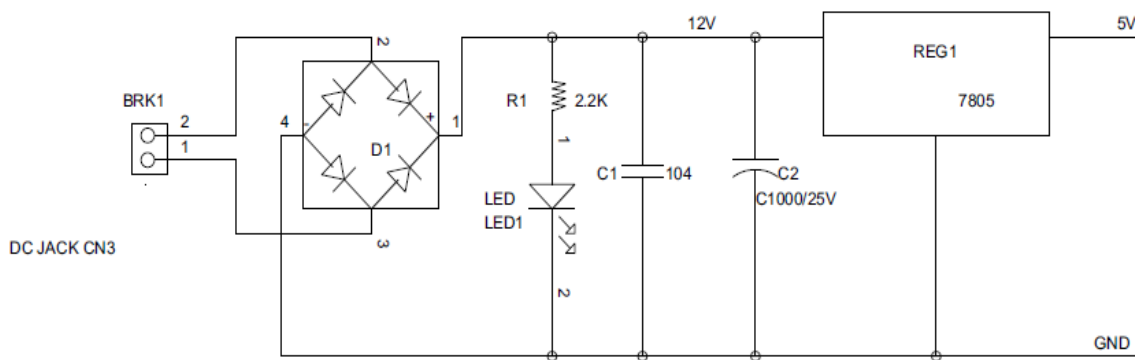 12V
5V
REG1
7805
BRK1
2
1
2
4
-
+
1
D1
3
R1
2.2K
1
LED
LED1
2
C1
104
C2
C1000/25V
DC JACK CN3
GND